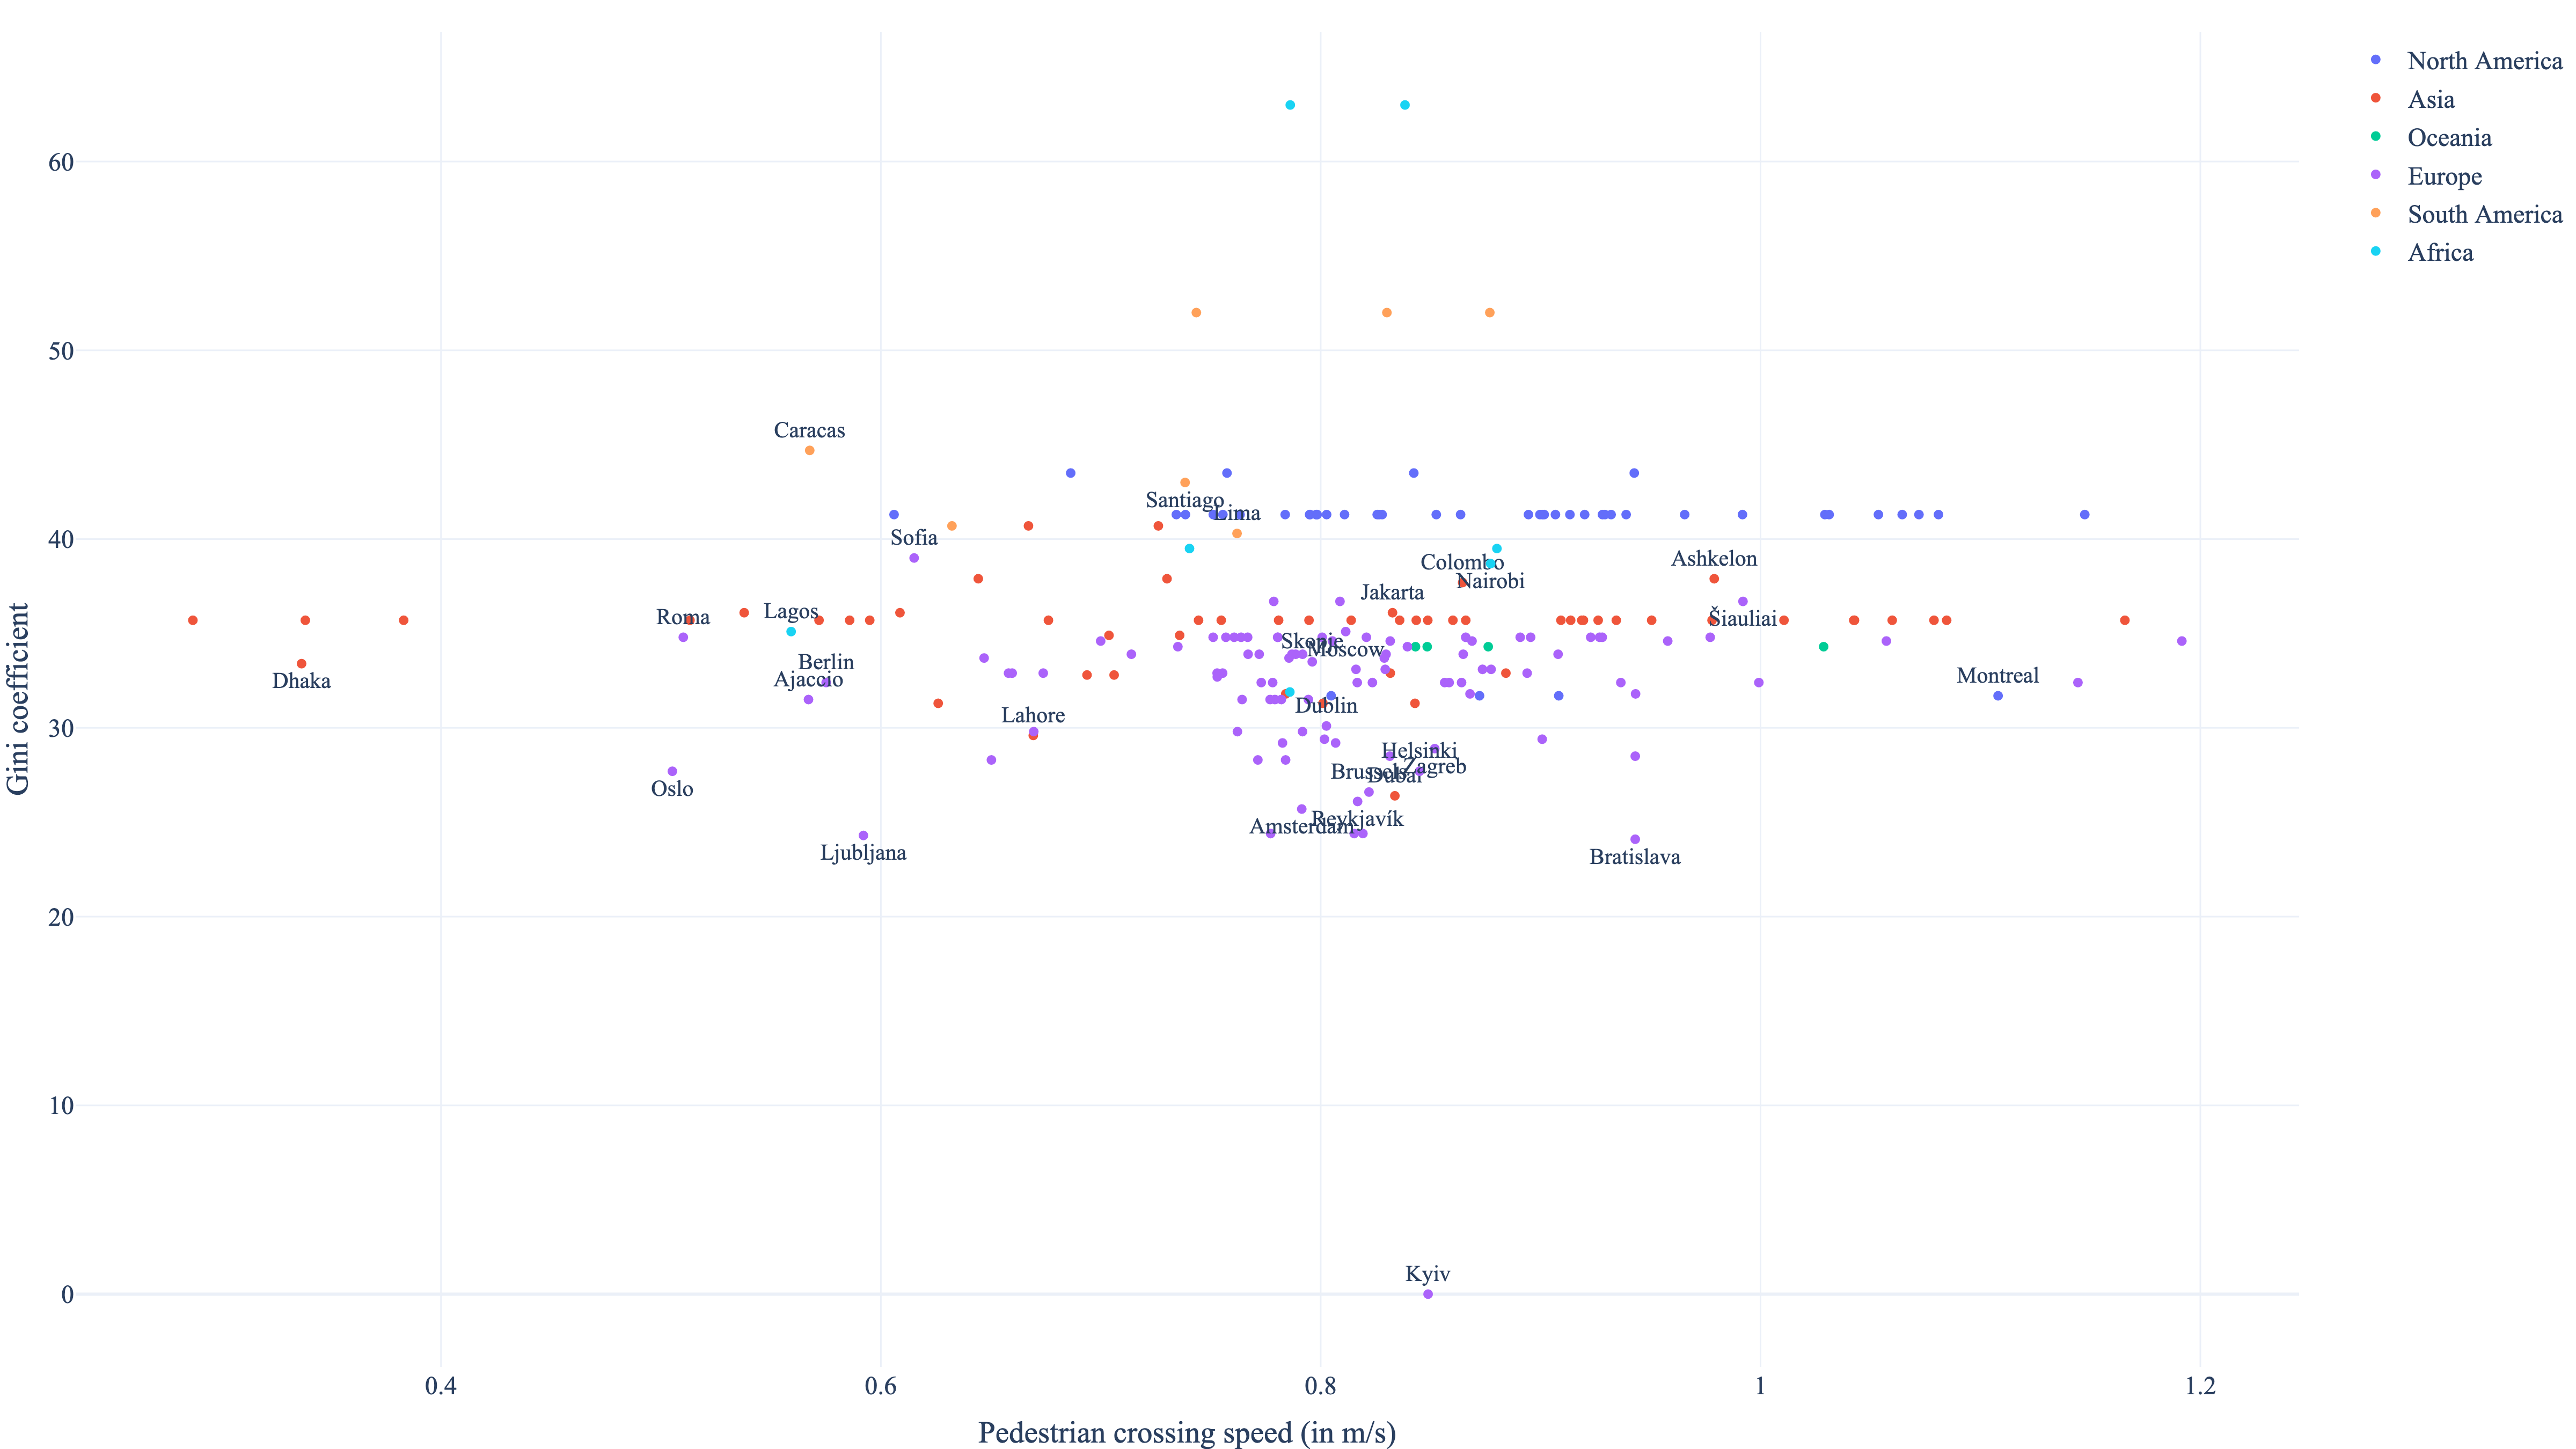 North America
Asia
Oceania
Europe
South America
Africa
60
50
40
30
20
10
0
Gini coefficient
Caracas
Santiago
Lima
Sofia
Colombo
Ashkelon
Nairobi
Jakarta
Lagos
Roma
Šiauliai
Skopje
Moscow
Berlin
Ajaccio
Dhaka
Montreal
Dublin
Lahore
Helsinki
Zagreb
Brussels
Dubai
Oslo
Reykjavík
Amsterdam
Ljubljana
Bratislava
Kyiv
0.4
0.6
0.8
1
1.2
Pedestrian crossing speed (in m/s)